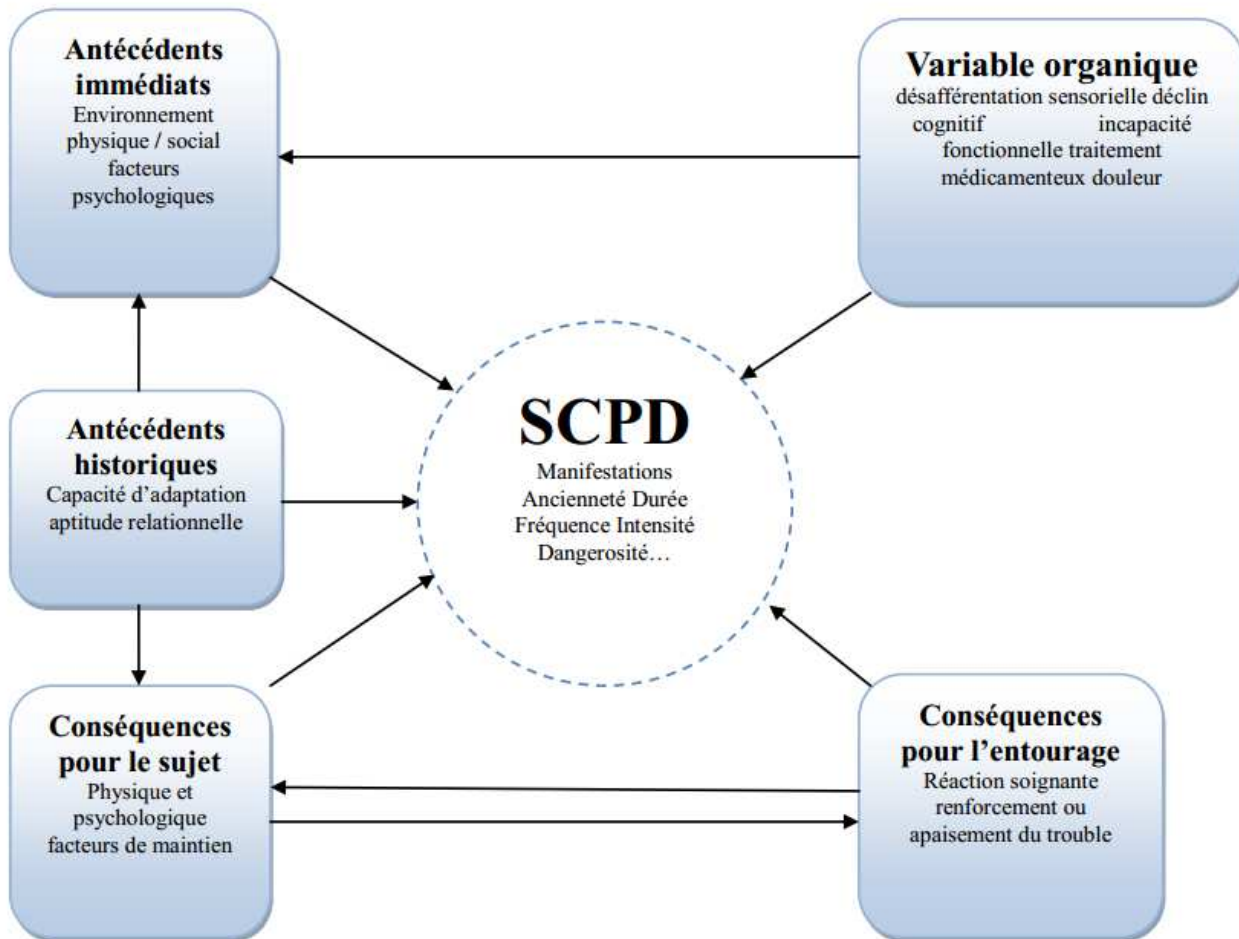 Antécédents
immédiats
Environnement
physique / social
facteurs
psychologiques
Variable organique
désafférentation sensorielle déclin
cognitif incapacité
fonctionnelle traitement
médicamenteux douleur
Antécédents
historiques
Capacité d’adaptation
aptitude relationnelle
SCPD
Manifestations
Ancienneté Durée
Fréquence Intensité
Dangerosité…
Conséquences
pour le sujet
Physique et
psychologique
facteurs de maintien
Conséquences
pour l’entourage
Réaction soignante
renforcement ou
apaisement du trouble